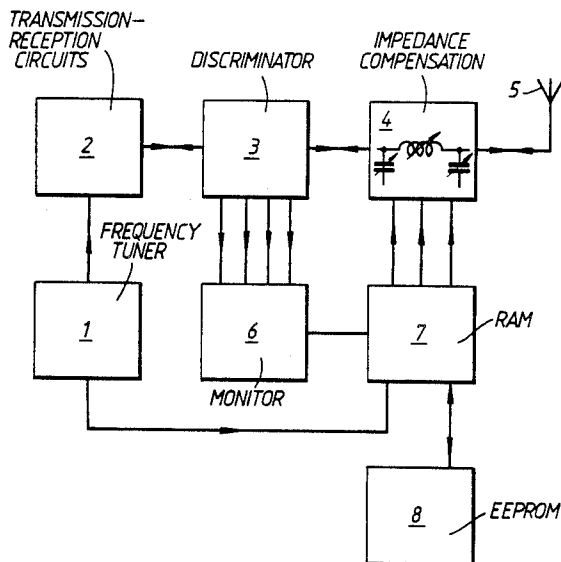 TRANSMISSION-
RECEPTION
CIRCUITS
DISCRIMINATOR
IMPEDANCE
COMPENSATION
5
2
3
4
FREQUENCY
TUNER
1
6
7
RAM
MONITOR
8
EEPROM